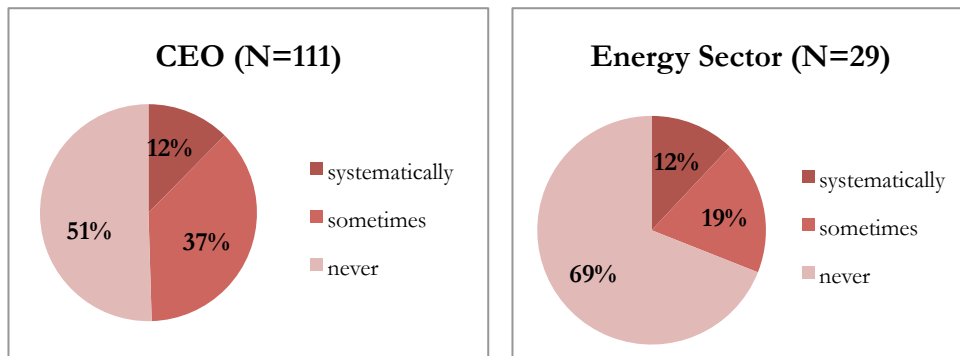 CEO (N=111)
12%
37%
51%
systematically
sometimes
never
Energy Sector (N=29)
12%
19%
69%
systematically
sometimes
never